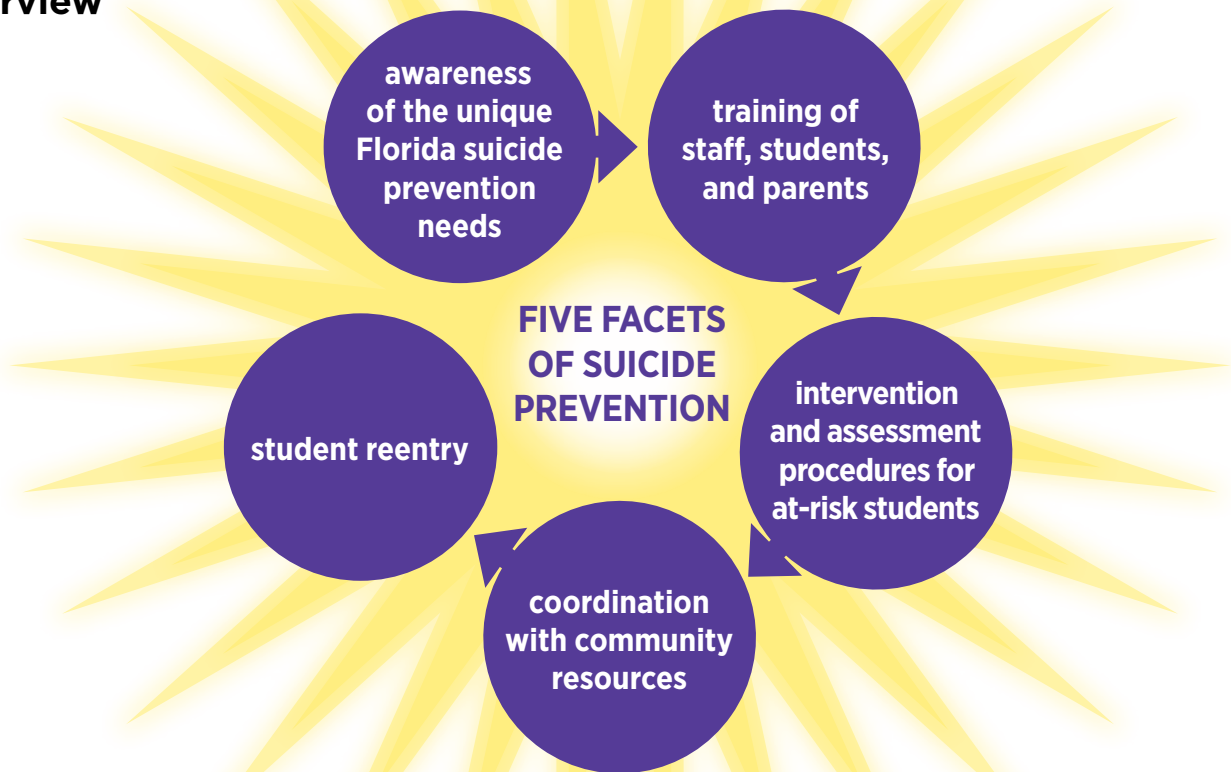 rview
awareness
of the unique
Florida suicide
prevention
needs
training of
staff, students,
and parents
FIVE FACETS
OF SUICIDE
PREVENTION
intervention
and assessment
procedures for
at-risk students
student reentry
coordination
with community
resources